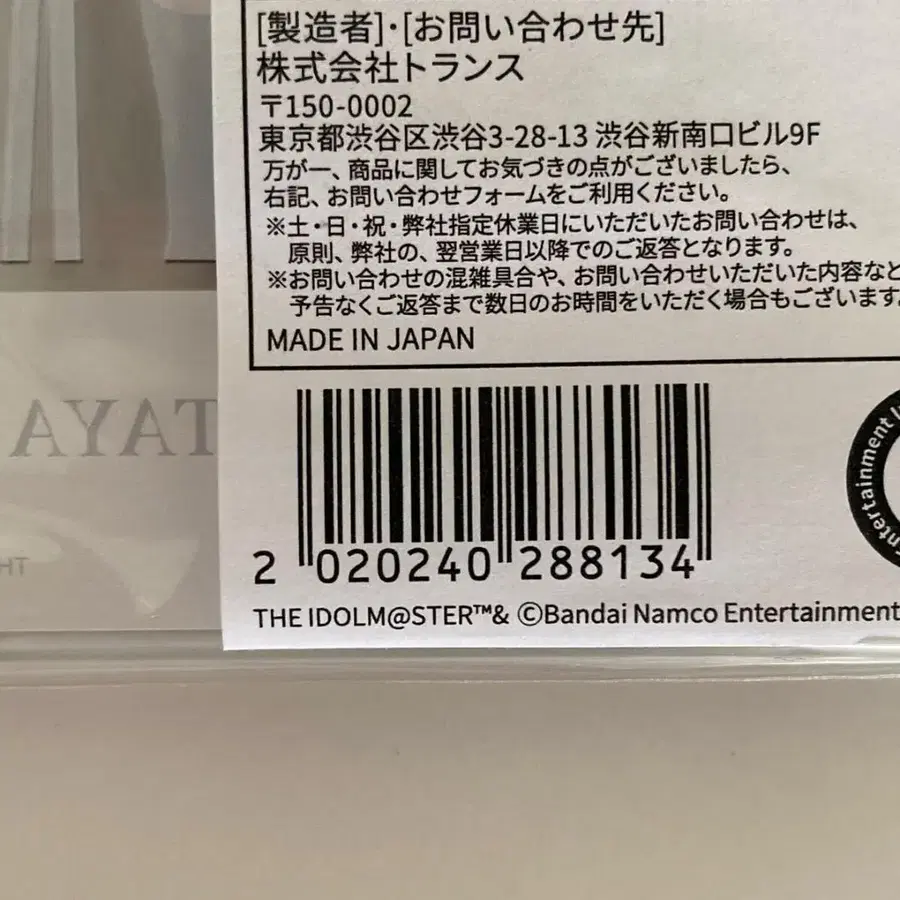 [製造者]・[お問い合わせ先]
株式会社トランス
〒150-0002
東京都渋谷区渋谷3-28-13 渋谷新南口ビル9F
万が一、商品に関してお気づきの点がございましたら、
右記、お問い合わせフォームをご利用ください。
※土・日・祝・弊社指定休業日にいただいたお問い合わせは、
原則、弊社の、翌営業日以降でのご返答となります。
※お問い合わせの混雑具合や、お問い合わせいただいた内容など
予告なくご返答まで数日のお時間をいただく場合もございます。
MADE IN JAPAN
TAYA
TH
2 020240 288134
THE IDOLM@STER™& ©Bandai Namco Entertainment
Entertainment